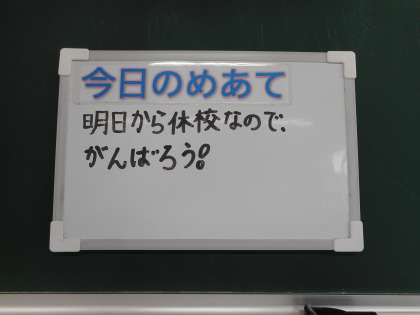 今日のめあて
明日から休校なので、
がんばろう!